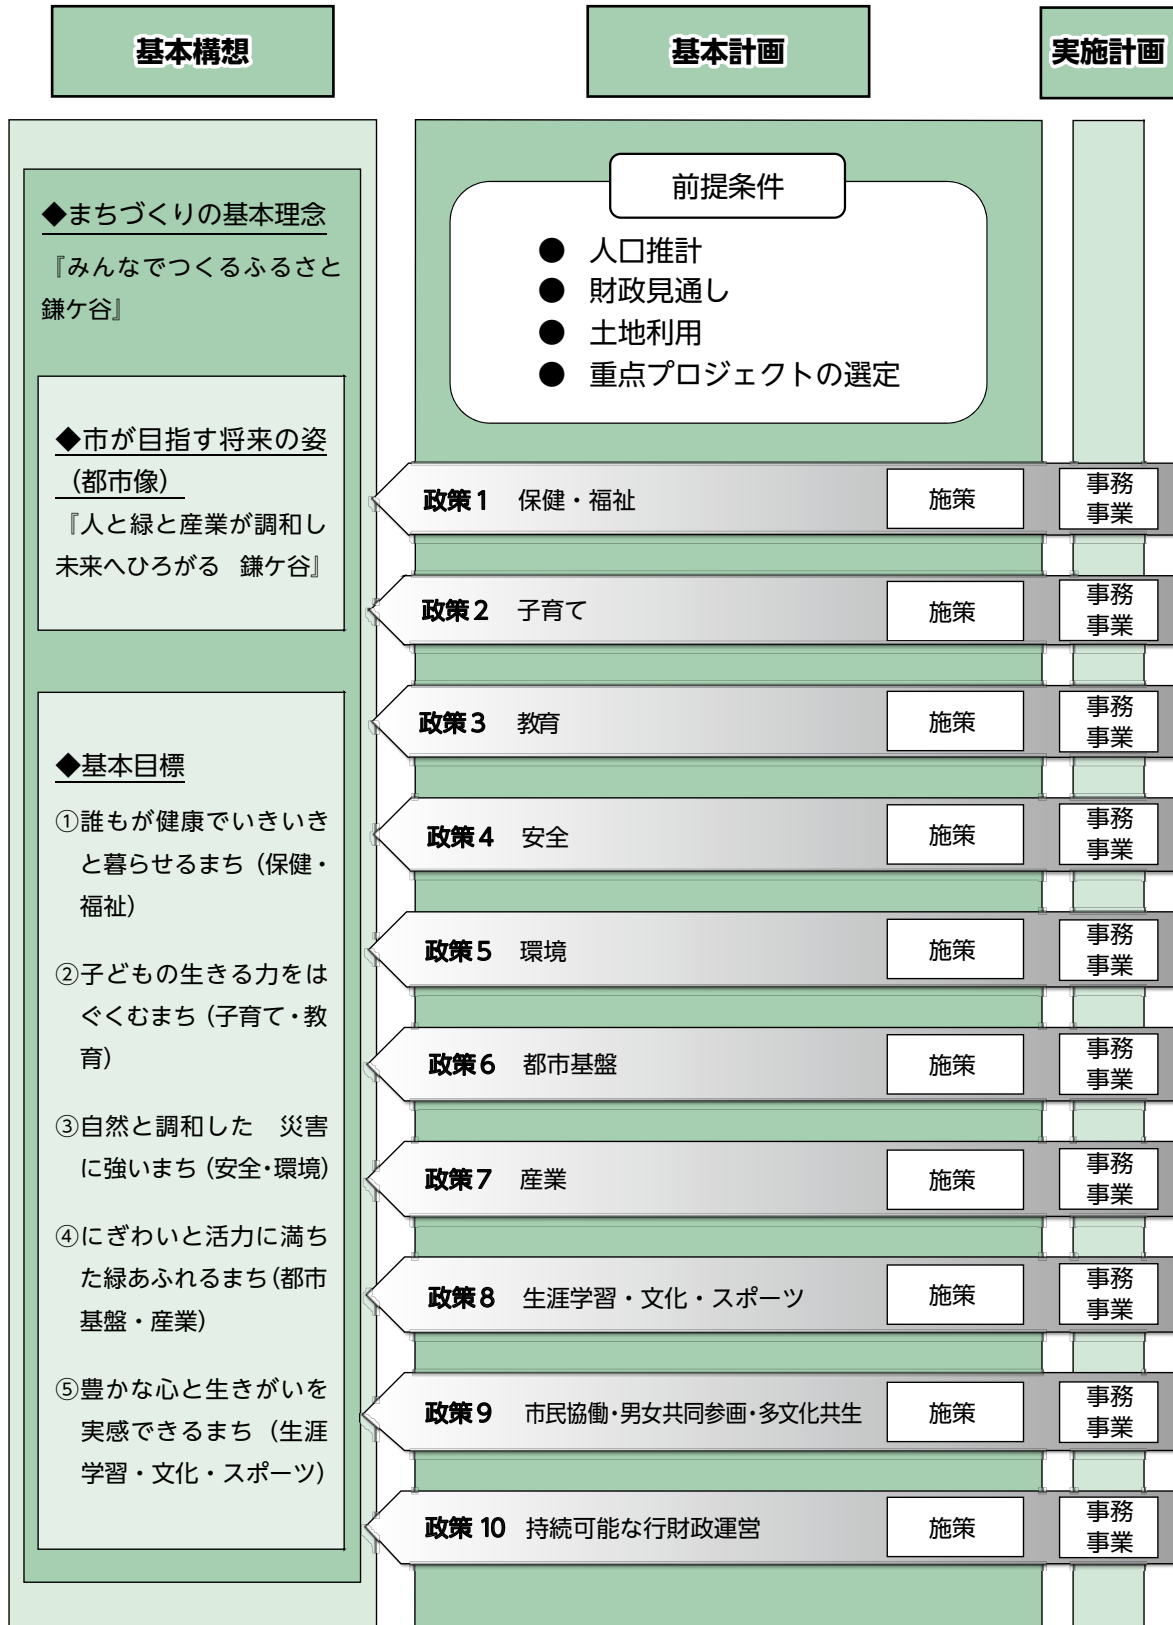 基本構想
基本計画
実施計画
◆まちづくりの基本理念
『みんなでつくるふるさと
鎌ケ谷』
◆市が目指す将来の姿
（都市像）
『人と緑と産業が調和し
未来へひろがる　鎌ケ谷』
◆基本目標
①誰もが健康でいきいき
と暮らせるまち（保健・
福祉）
②子どもの生きる力をは
ぐくむまち（子育て・教
育）
③自然と調和した　災害
に強いまち（安全・環境）
④にぎわいと活力に満ち
た緑あふれるまち（都市
基盤・産業）
⑤豊かな心と生きがいを
実感できるまち（生涯
学習・文化・スポーツ）
前提条件
● 人口推計
● 財政見通し
● 土地利用
● 重点プロジェクトの選定
政策1 保健・福祉 施策
事務
事業
政策2 子育て 施策
事務
事業
政策3 教育 施策
事務
事業
政策4 安全 施策
事務
事業
政策5 環境 施策
事務
事業
政策6 都市基盤 施策
事務
事業
政策7 産業 施策
事務
事業
政策8 生涯学習・文化・スポーツ 施策
事務
事業
政策9 市民協働・男女共同参画・多文化共生 施策
事務
事業
政策10 持続可能な行財政運営 施策
事務
事業